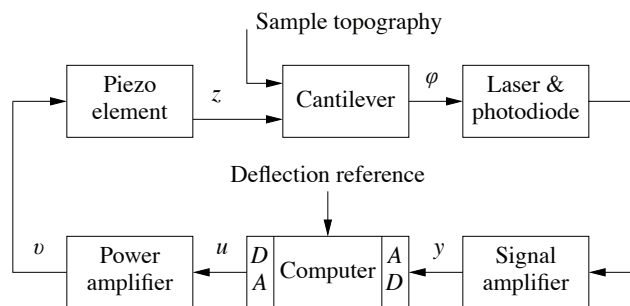 Sample topography
Piezo
element
z
Cantilever
φ
Laser &
photodiode
Deflection reference
υ
Power
amplifier
u
D
A
Computer
A
D
y
Signal
amplifier